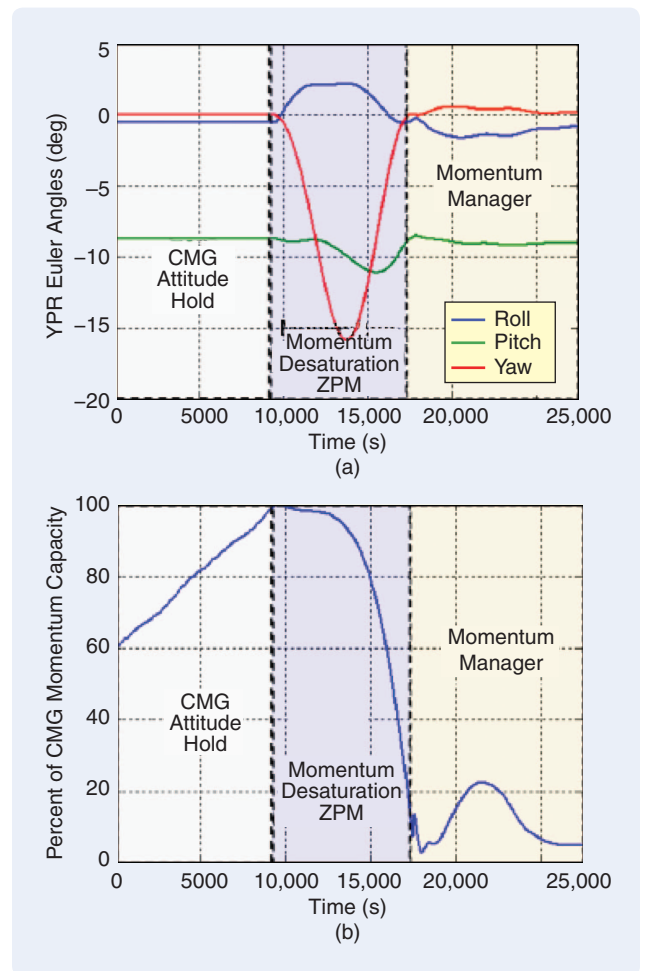 5
0
−5
−10
−15
−20
YPR Euler Angles (deg)
CMG
Attitude
Hold
Momentum
Desaturation
ZPM
Momentum
Manager
Roll
Pitch
Yaw
0 5000 10,000 15,000 20,000 25,000
Time (s)
(a)
100
80
60
40
20
0
Percent of CMG Momentum Capacity
CMG
Attitude
Hold
Momentum
Desaturation
ZPM
Momentum
Manager
0 5000 10,000 15,000 20,000 25,000
Time (s)
(b)